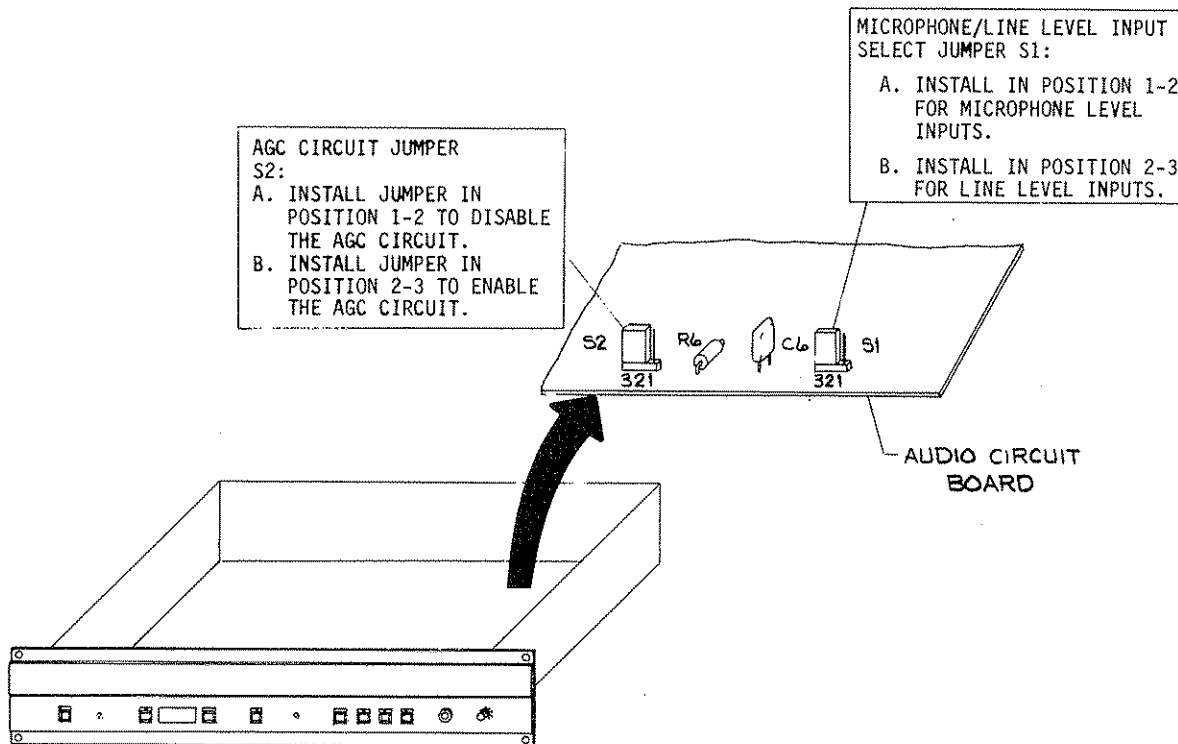 MICROPHONE/LINE LEVEL INPUT
SELECT JUMPER S1:
A. INSTALL IN POSITION 1-2
FOR MICROPHONE LEVEL
INPUTS.
B. INSTALL IN POSITION 2-3
FOR LINE LEVEL INPUTS.
AGC CIRCUIT JUMPER
S2:
A. INSTALL JUMPER IN
POSITION 1-2 TO DISABLE
THE AGC CIRCUIT.
B. INSTALL JUMPER IN
POSITION 2-3 TO ENABLE
THE AGC CIRCUIT.
S2 R6 C6 S1
321 321
AUDIO CIRCUIT
BOARD